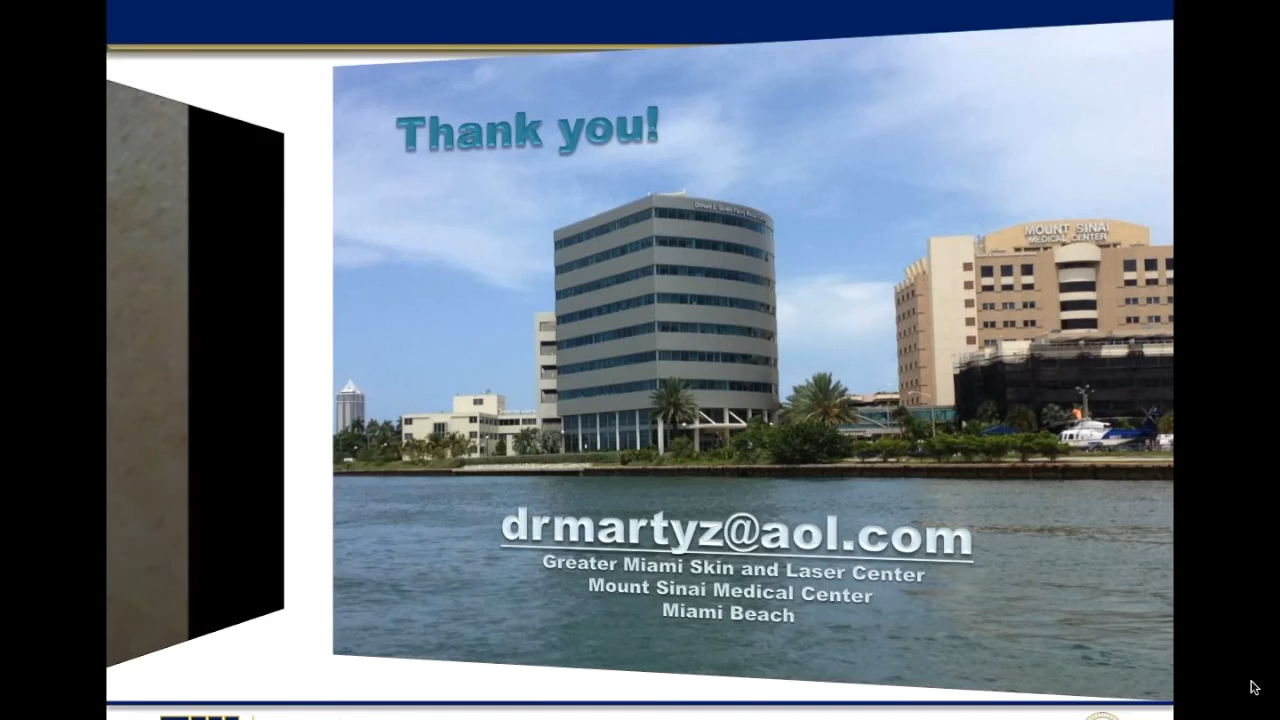 Thank you!
MOUNT SINAI
MEDICAL CENTER
drmartyz@aol.com
Greater Miami Skin and Laser Center
Mount Sinai Medical Center
Miami Beach